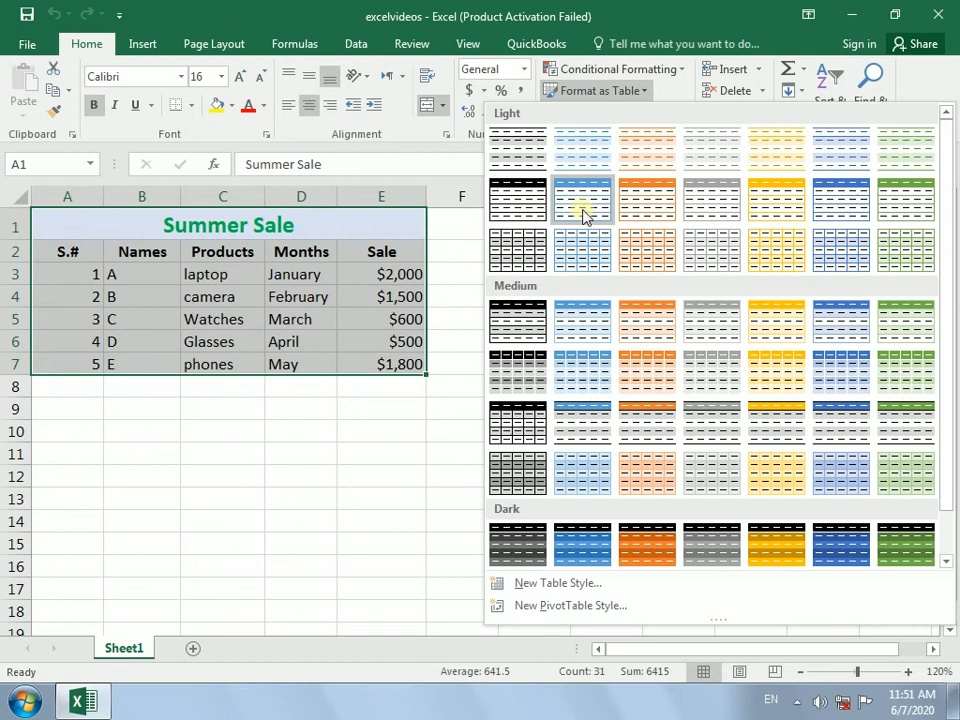 excelvideos - Excel (Product Activation Failed)
File Home Insert Page Layout Formulas Data Review View QuickBooks Tell me what you want to do... Sign in Share
Paste
Calibri 16 A A
B I U A
General
$ % ,
Conditional Formatting
Format as Table
Insert
Delete
Clipboard Font Alignment
A1 fx Summer Sale
A B C D E F
1 Summer Sale
2 S.# Names Products Months Sale
3 1 A laptop January $2,000
4 2 B camera February $1,500
5 3 C Watches March $600
6 4 D Glasses April $500
7 5 E phones May $1,800
8
9
10
11
12
13
14
15
16
17
18
19
Light
Medium
Dark
New Table Style...
New PivotTable Style...
Sheet1
Ready Average: 641.5 Count: 31 Sum: 6415 120%
EN 11:51 AM
6/7/2020